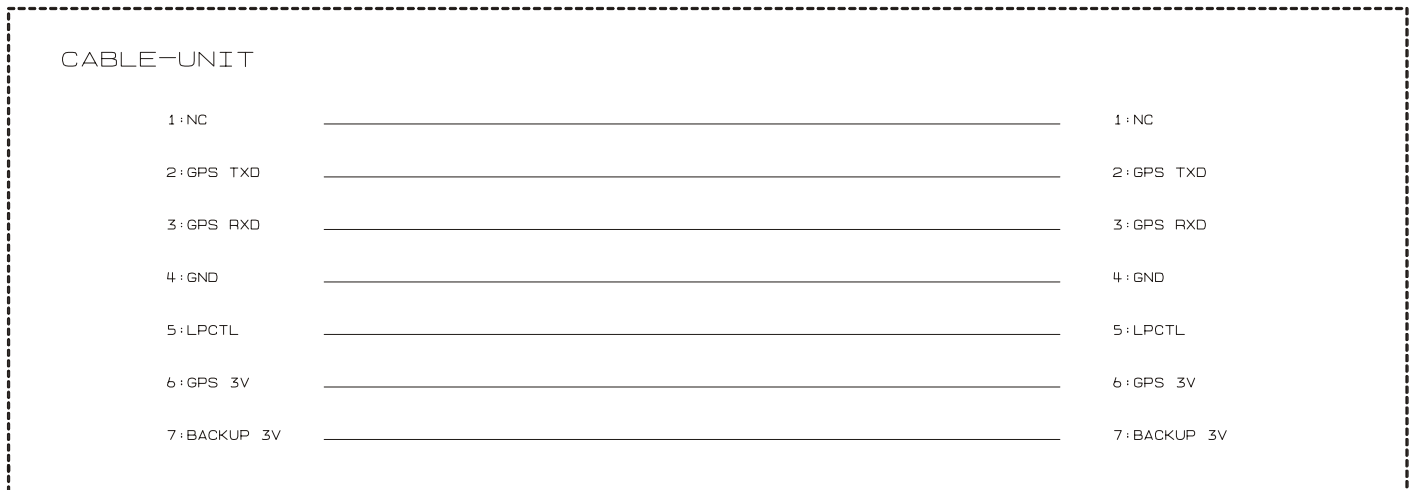 CABLE-UNIT
1:NC 1:NC
2:GPS TXD 2:GPS TXD
3:GPS RXD 3:GPS RXD
4:GND 4:GND
5:LPCTL 5:LPCTL
6:GPS 3V 6:GPS 3V
7:BACKUP 3V 7:BACKUP 3V